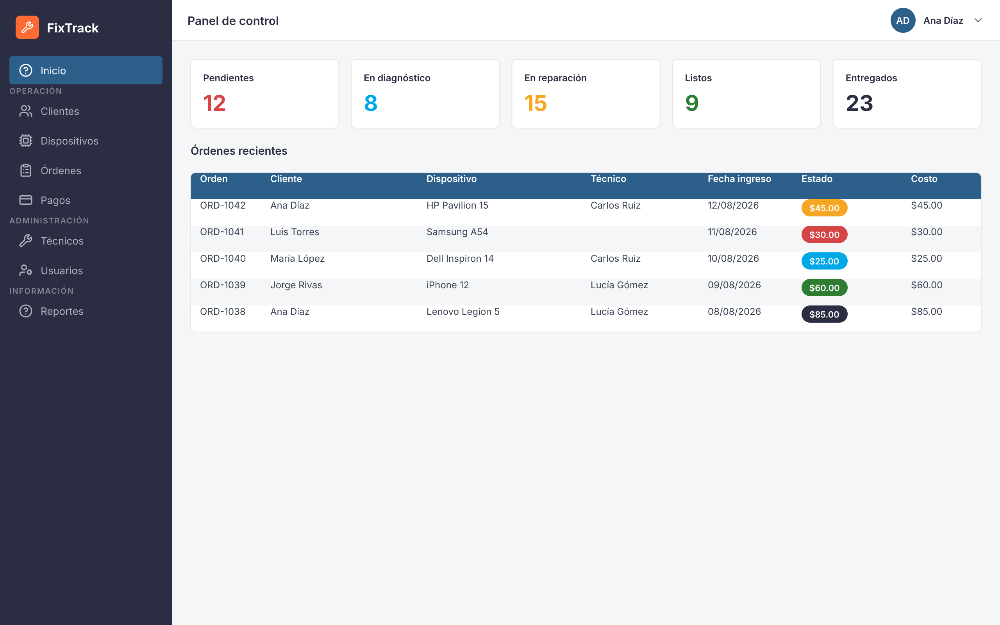 FixTrack
Inicio
OPERACIÓN
Clientes
Dispositivos
Órdenes
Pagos
ADMINISTRACIÓN
Técnicos
Usuarios
INFORMACIÓN
Reportes
Panel de control
AD Ana Díaz
Pendientes
12
En diagnóstico
8
En reparación
15
Listos
9
Entregados
23
Órdenes recientes
Orden Cliente Dispositivo Técnico Fecha ingreso Estado Costo
ORD-1042 Ana Díaz HP Pavilion 15 Carlos Ruiz 12/08/2026 $45.00 $45.00
ORD-1041 Luis Torres Samsung A54 11/08/2026 $30.00 $30.00
ORD-1040 María López Dell Inspiron 14 Carlos Ruiz 10/08/2026 $25.00 $25.00
ORD-1039 Jorge Rivas iPhone 12 Lucía Gómez 09/08/2026 $60.00 $60.00
ORD-1038 Ana Díaz Lenovo Legion 5 Lucía Gómez 08/08/2026 $85.00 $85.00